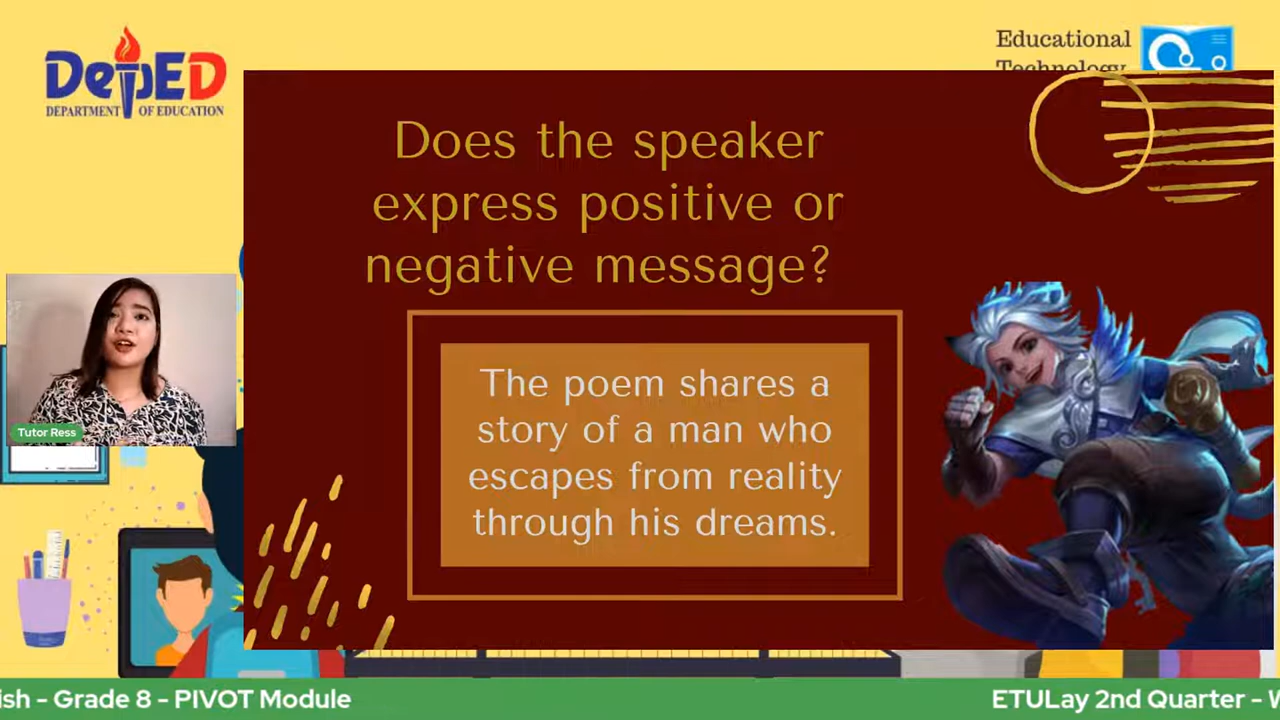 DepED
DEPARTMENT OF EDUCATION
Educational
Technology
Does the speaker
express positive or
negative message?
The poem shares a
story of a man who
escapes from reality
through his dreams.
Tutor Ress
ish - Grade 8 - PIVOT Module
ETULay 2nd Quarter - W